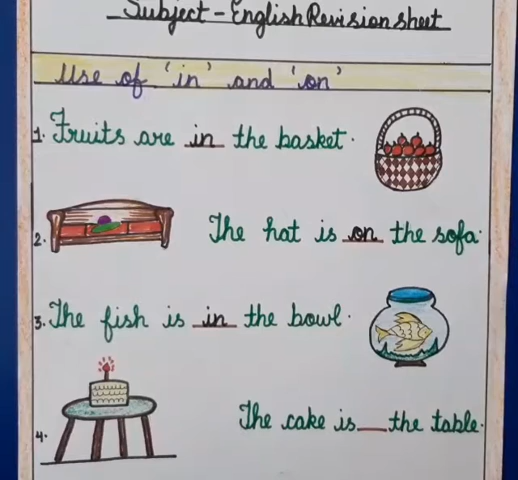 Subject - English Revision sheet
Use of 'in' and 'on'
1. Fruits are in the basket.
2. The hat is on the sofa.
3. The fish is in the bowl.
4. The cake is __ the table.